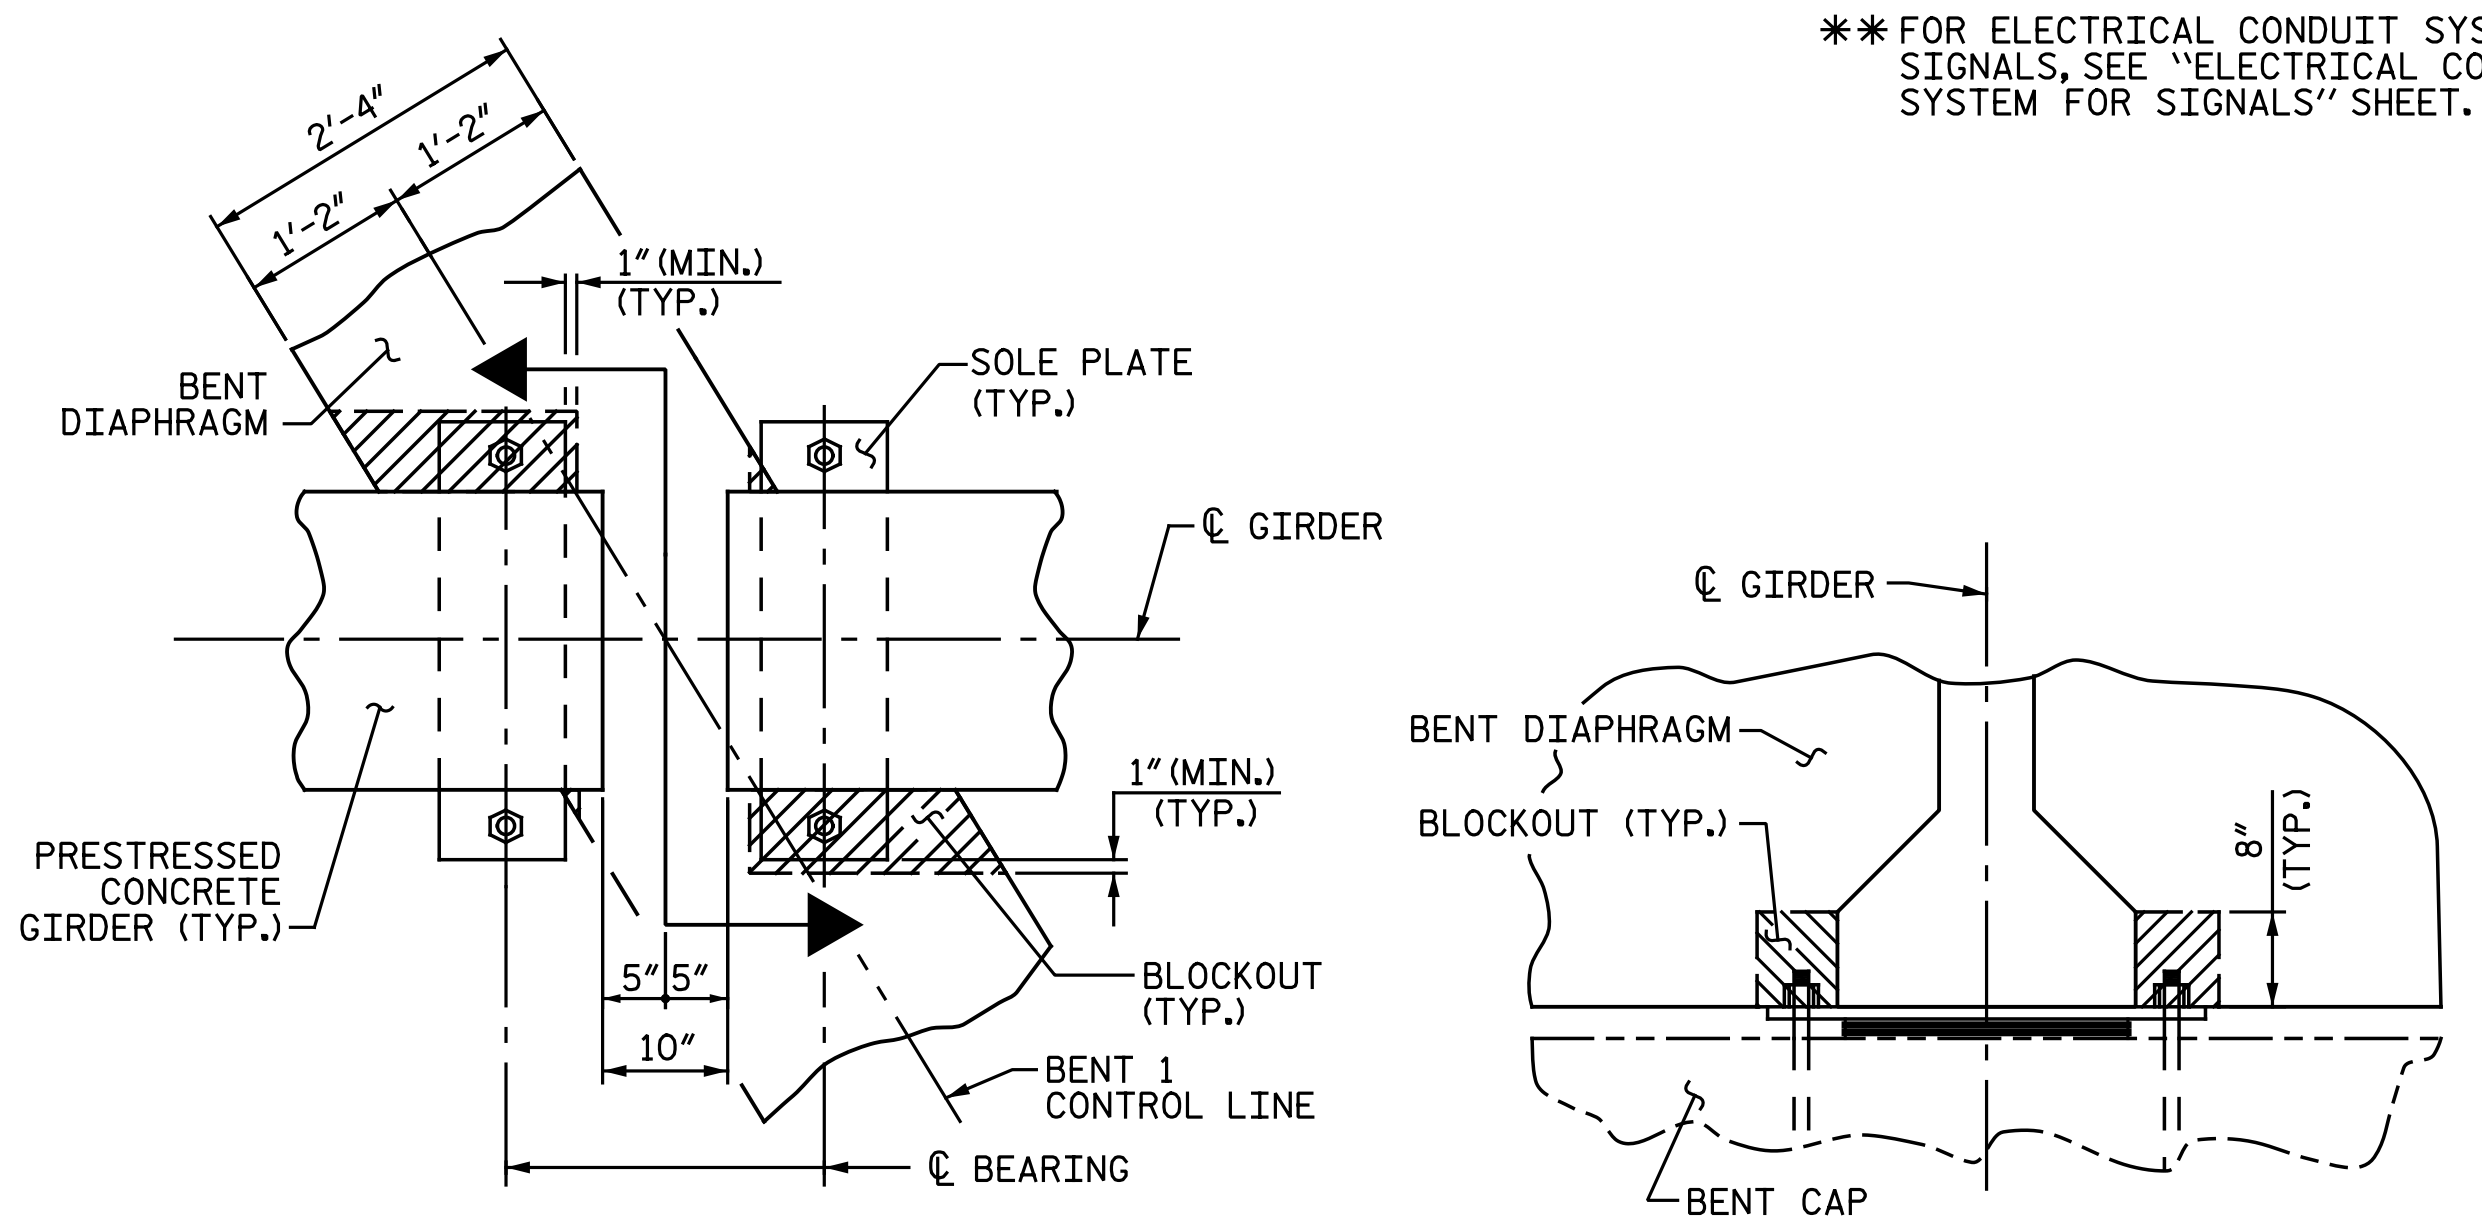 ** FOR ELECTRICAL CONDUIT SYS
SIGNALS, SEE "ELECTRICAL CO
SYSTEM FOR SIGNALS" SHEET.
2'-4"
1'-2"
1'-2"
1"(MIN.)
(TYP.)
SOLE PLATE
(TYP.)
BENT
DIAPHRAGM
℄ GIRDER
PRESTRESSED
CONCRETE
GIRDER (TYP.)
1"(MIN.)
(TYP.)
5" 5"
10"
BLOCKOUT
(TYP.)
BENT 1
CONTROL LINE
℄ BEARING
℄ GIRDER
BENT DIAPHRAGM
BLOCKOUT (TYP.)
8"
(TYP.)
BENT CAP